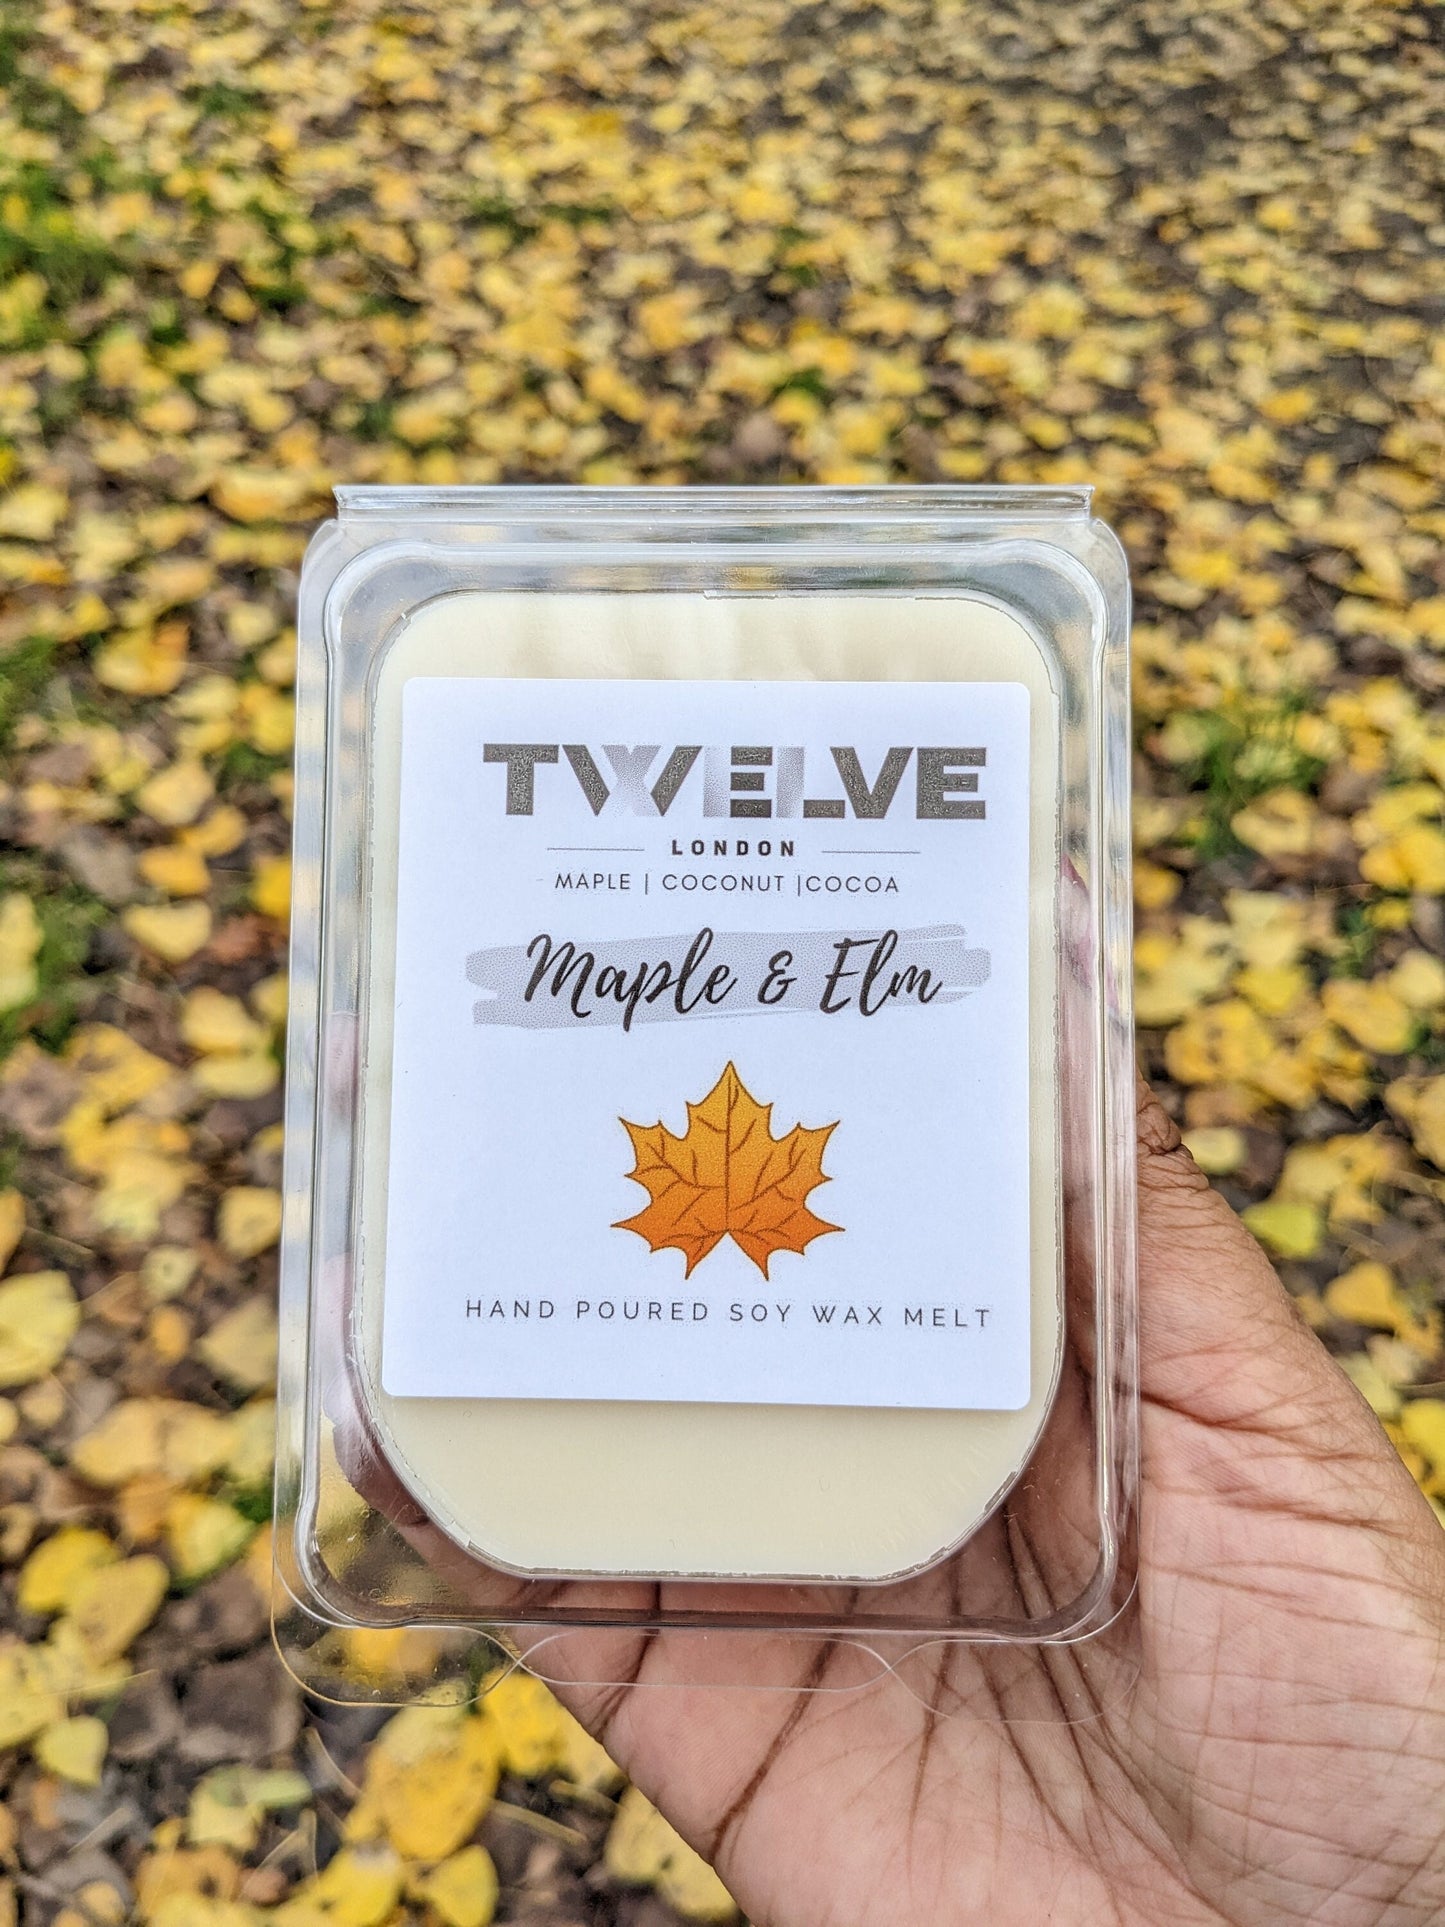 TWELVE
LONDON
MAPLE | COCONUT |COCOA
Maple & Elm
HAND POURED SOY WAX MELT